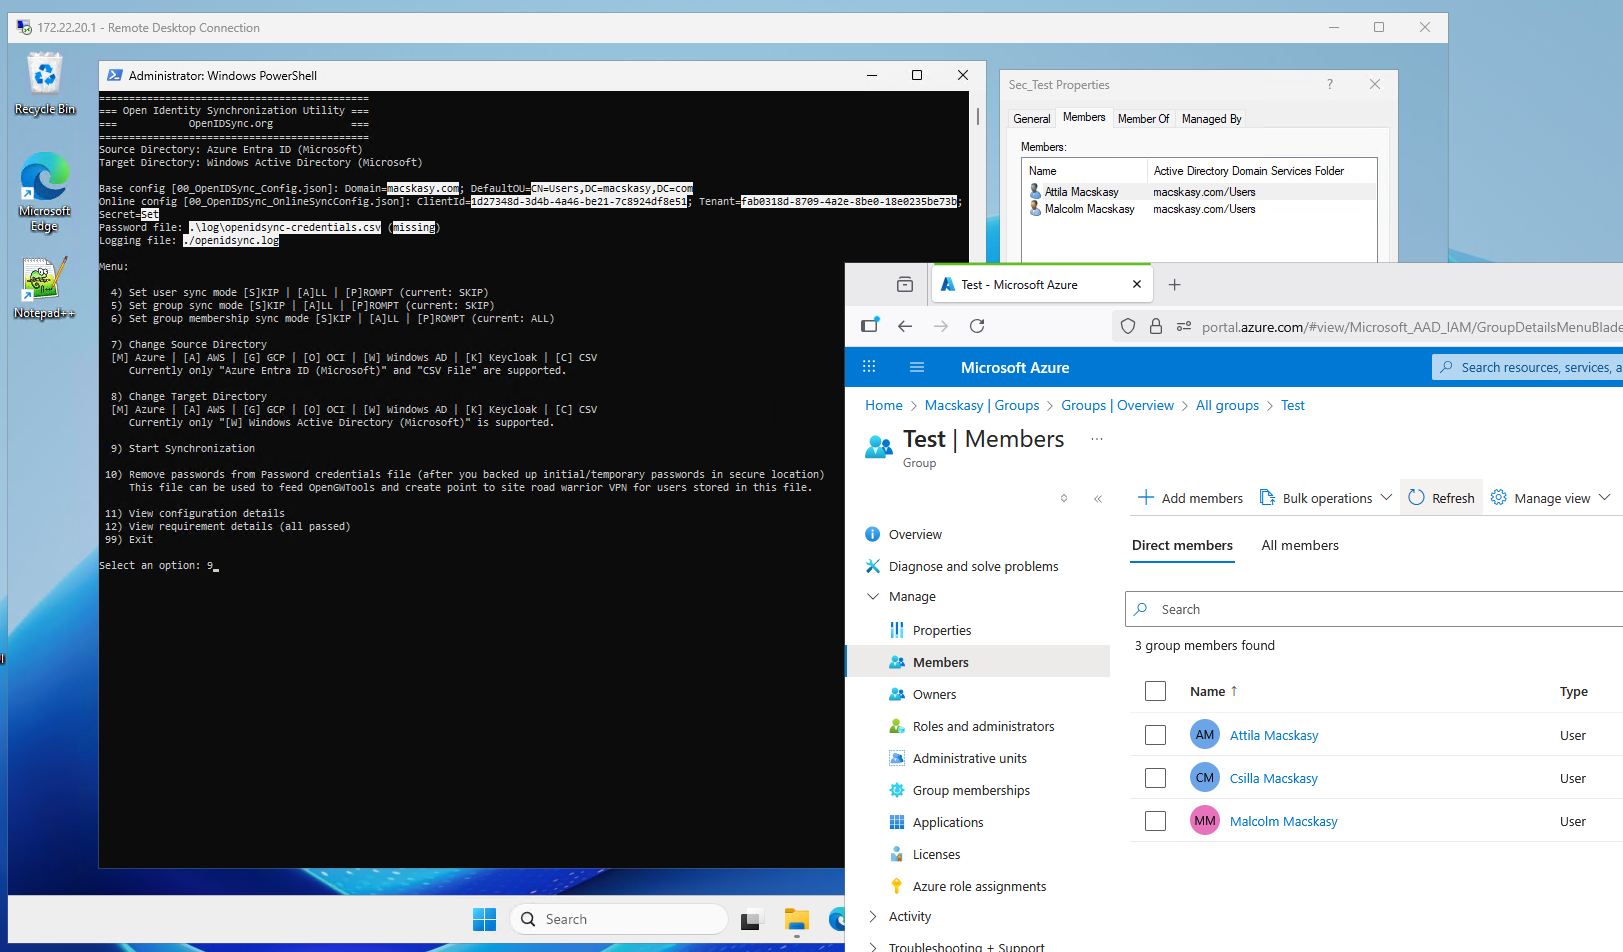 172.22.20.1 - Remote Desktop Connection
Recycle Bin
Microsoft
Edge
Notepad++
Administrator: Windows PowerShell
===========================================
=== Open Identity Synchronization Utility ===
=== OpenIDSync.org ===
===========================================
Source Directory: Azure Entra ID (Microsoft)
Target Directory: Windows Active Directory (Microsoft)
Base config [00_OpenIDSync_Config.json]: Domain=macskasy.com; DefaultOU=CN=Users,DC=macskasy,DC=com
Online config [00_OpenIDSync_OnlineSyncConfig.json]: ClientId=1d27348d-3d4b-4a46-be21-7c8924df8e51; Tenant=fab0318d-8709-4a2e-8be0-18e0235be73b;
Secret=Set
Password file: .\log\openidsync-credentials.csv (missing)
Logging file: ./openidsync.log
Menu:
4) Set user sync mode [S]KIP | [A]LL | [P]ROMPT (current: SKIP)
5) Set group sync mode [S]KIP | [A]LL | [P]ROMPT (current: SKIP)
6) Set group membership sync mode [S]KIP | [A]LL | [P]ROMPT (current: ALL)
7) Change Source Directory
[M] Azure | [A] AWS | [G] GCP | [O] OCI | [W] Windows AD | [K] Keycloak | [C] CSV
Currently only "Azure Entra ID (Microsoft)" and "CSV File" are supported.
8) Change Target Directory
[M] Azure | [A] AWS | [G] GCP | [O] OCI | [W] Windows AD | [K] Keycloak | [C] CSV
Currently only "[W] Windows Active Directory (Microsoft)" is supported.
9) Start Synchronization
10) Remove passwords from Password credentials file (after you backed up initial/temporary passwords in secure location)
This file can be used to feed OpenGWTools and create point to site road warrior VPN for users stored in this file.
11) View configuration details
12) View requirement details (all passed)
99) Exit
Select an option: 9_
Sec_Test Properties
General Members Member Of Managed By
Members:
Name Active Directory Domain Services Folder
Attila Macskasy macskasy.com/Users
Malcolm Macskasy macskasy.com/Users
Test - Microsoft Azure
portal.azure.com/#view/Microsoft_AAD_IAM/GroupDetailsMenuBlade
Microsoft Azure
Search resources, services, a
Home > Macskasy | Groups > Groups | Overview > All groups > Test
Test | Members ...
Group
Add members Bulk operations Refresh Manage view
Overview
Diagnose and solve problems
Manage
Properties
Members
Owners
Roles and administrators
Administrative units
Group memberships
Applications
Licenses
Azure role assignments
Activity
Troubleshooting + Support
Direct members All members
Search
3 group members found
Name ↑ Type
AM Attila Macskasy User
CM Csilla Macskasy User
MM Malcolm Macskasy User
Search